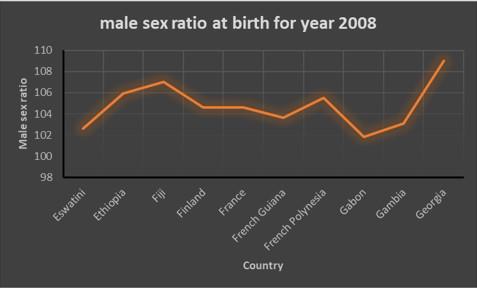 male sex ratio at birth for year 2008
Male sex ratio
110
108
106
104
102
100
98
Eswatini
Ethiopia
Fiji
Finland
France
French Guiana
French Polynesia
Gabon
Gambia
Georgia
Country